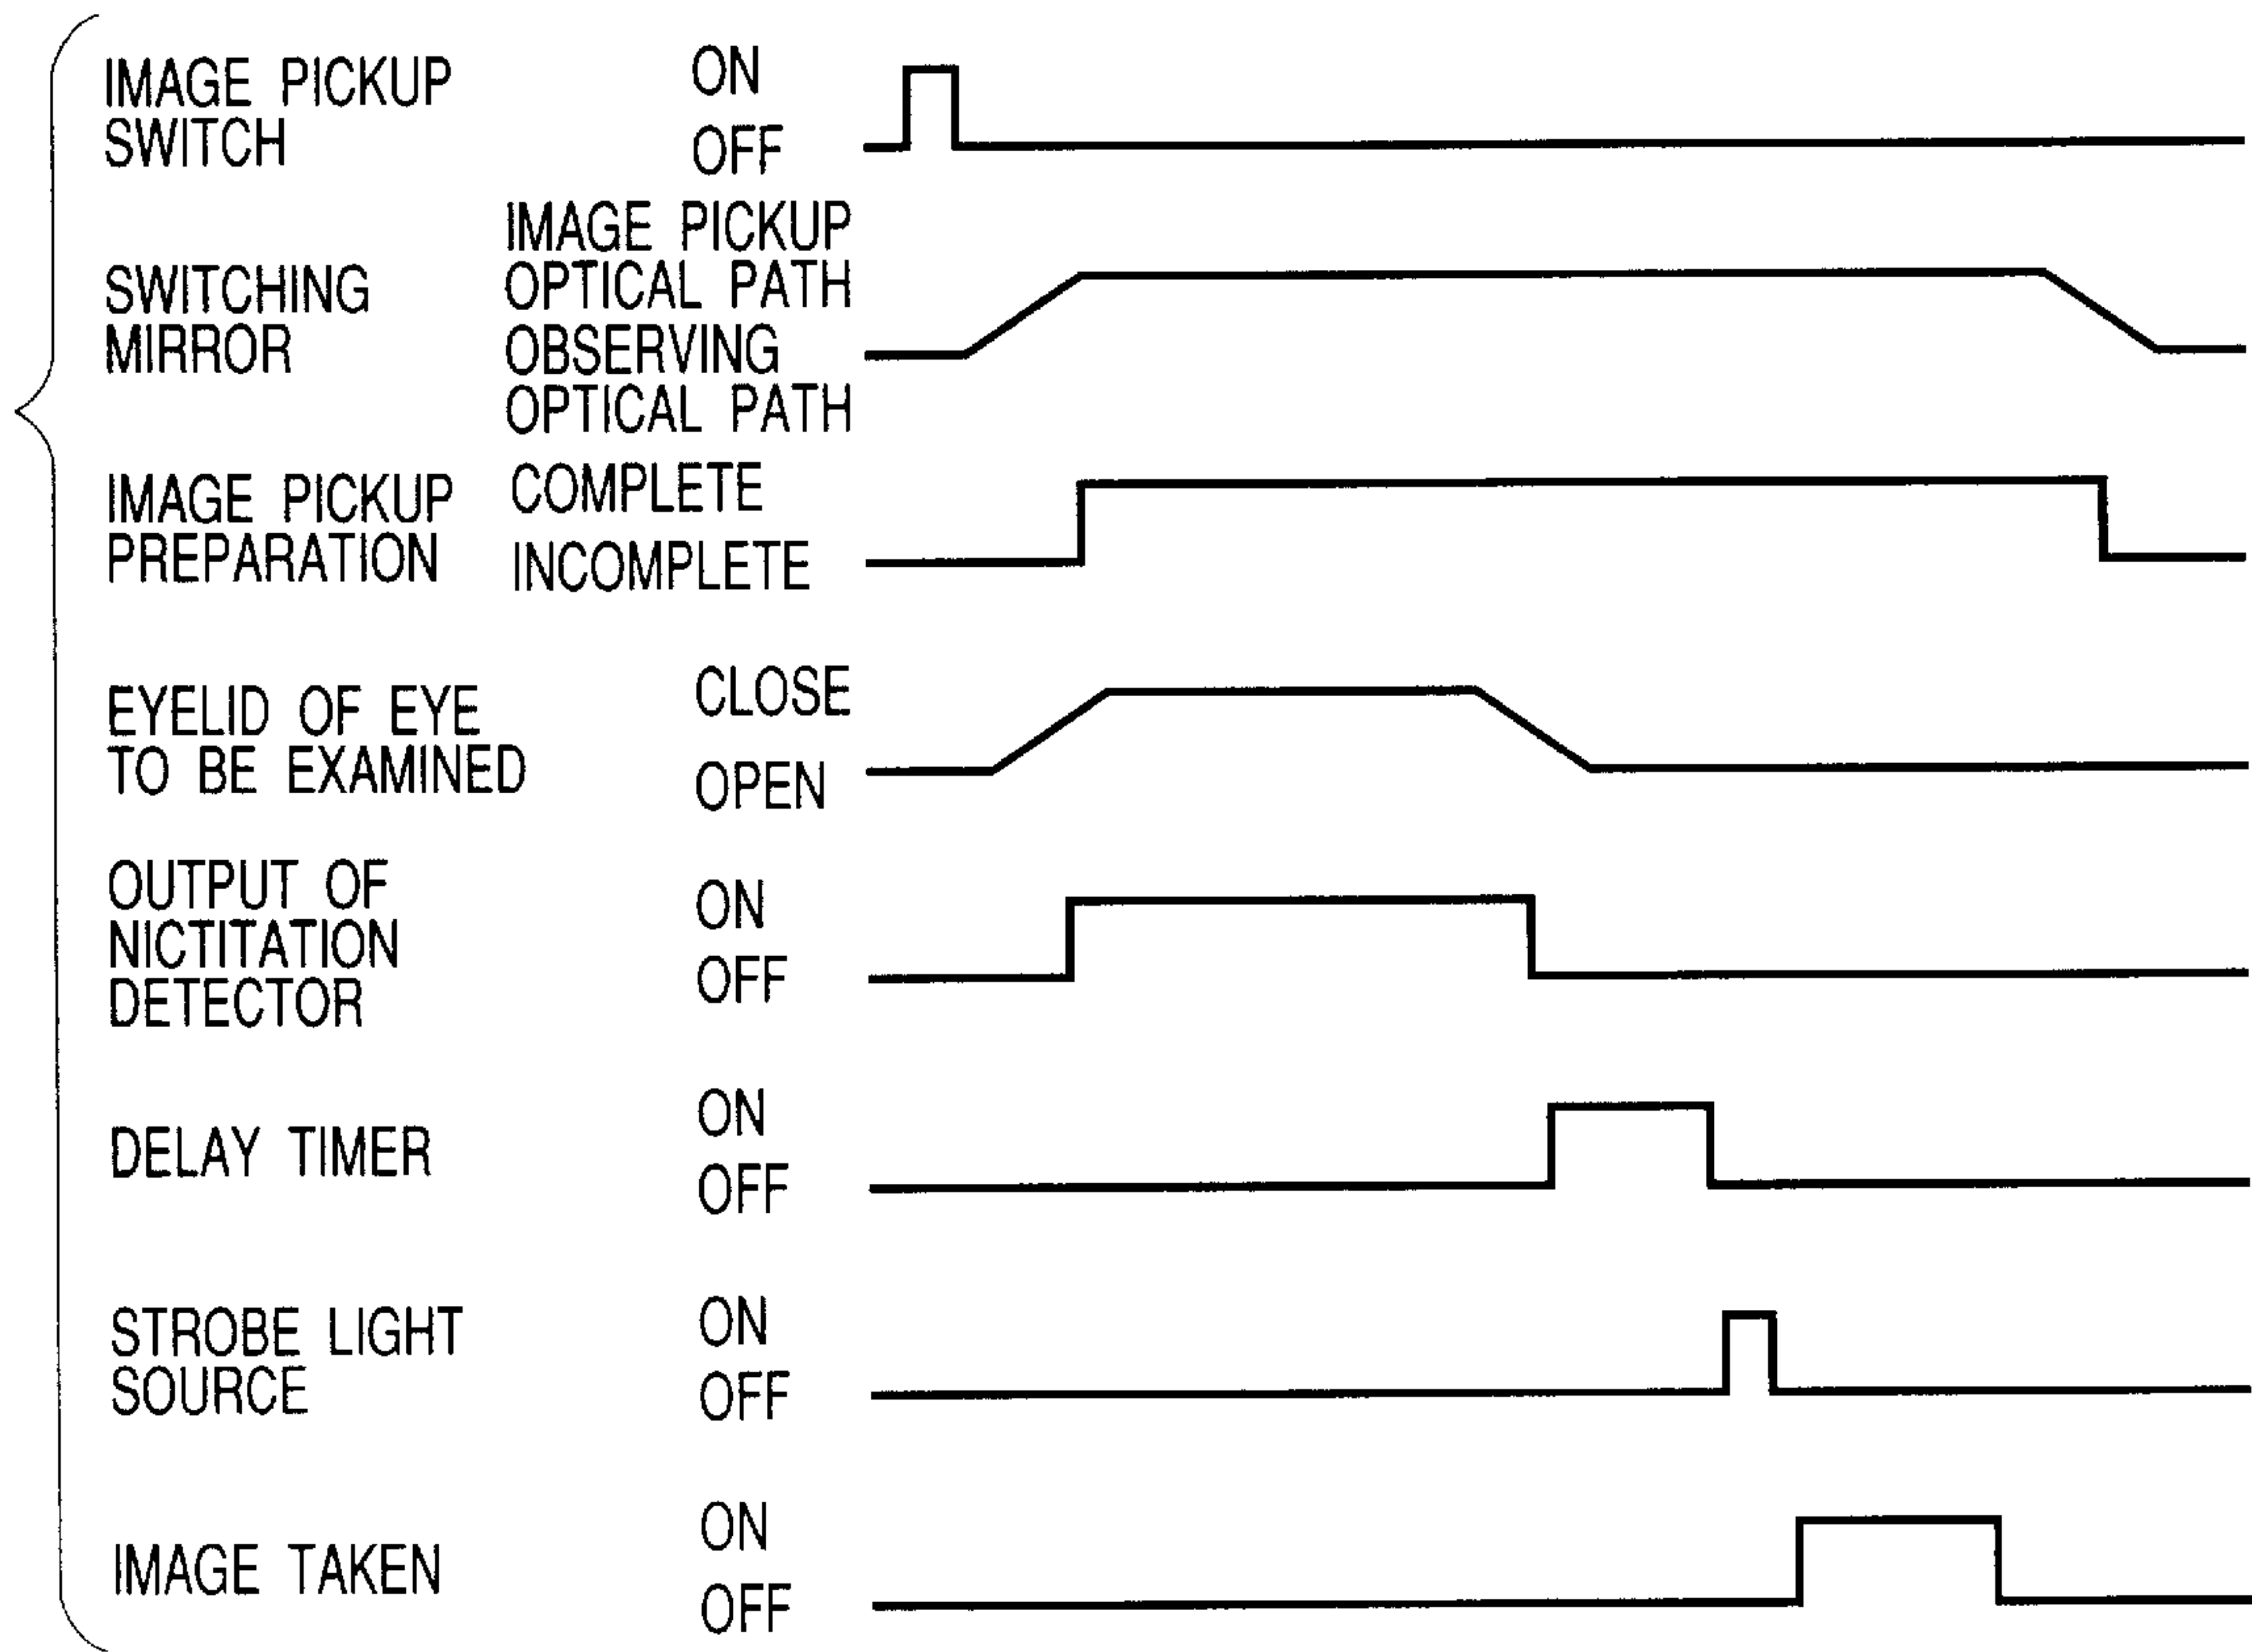 IMAGE PICKUP
SWITCH
ON
OFF
SWITCHING
MIRROR
IMAGE PICKUP
OPTICAL PATH
OBSERVING
OPTICAL PATH
IMAGE PICKUP
PREPARATION
COMPLETE
INCOMPLETE
EYELID OF EYE
TO BE EXAMINED
CLOSE
OPEN
OUTPUT OF
NICTITATION
DETECTOR
ON
OFF
DELAY TIMER
ON
OFF
STROBE LIGHT
SOURCE
ON
OFF
IMAGE TAKEN
ON
OFF